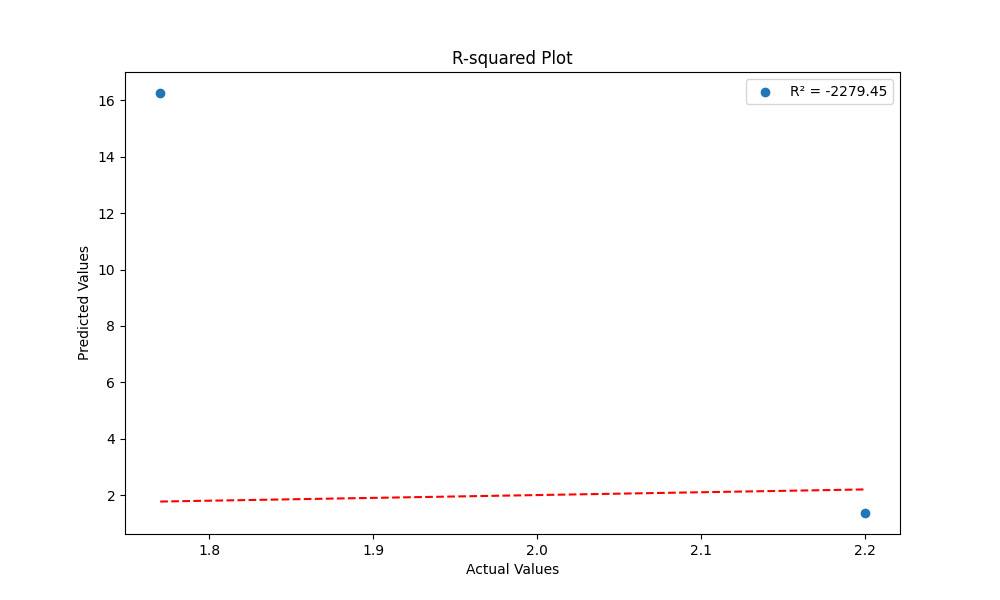 R-squared Plot
R² = -2279.45
16
14
12
10
8
6
4
2
Predicted Values
1.8 1.9 2.0 2.1 2.2
Actual Values